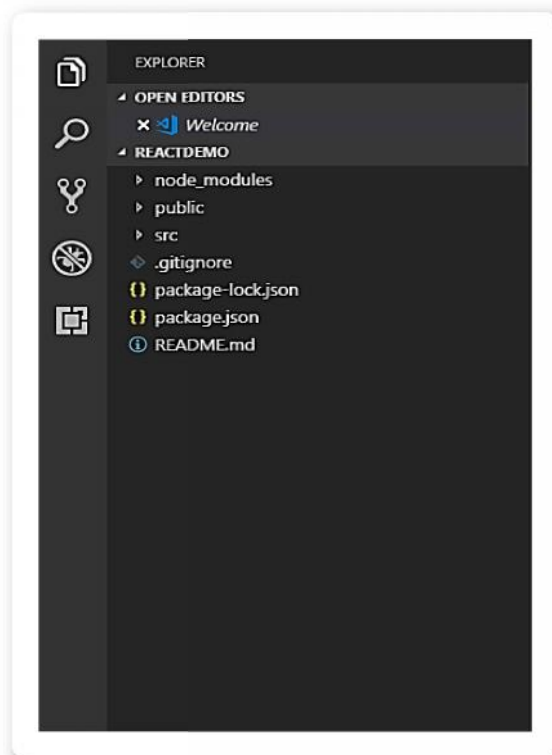 EXPLORER
OPEN EDITORS
Welcome
REACTDEMO
node_modules
public
src
.gitignore
package-lock.json
package.json
README.md